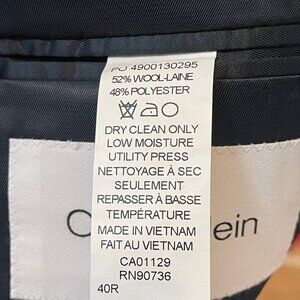 PO 4900130295
52% WOOL-LAINE
48% POLYESTER
DRY CLEAN ONLY
LOW MOISTURE
UTILITY PRESS
NETTOYAGE À SEC
SEULEMENT
REPASSER À BASSE
TEMPÉRATURE
MADE IN VIETNAM
FAIT AU VIETNAM
CA01129
RN90736
40R